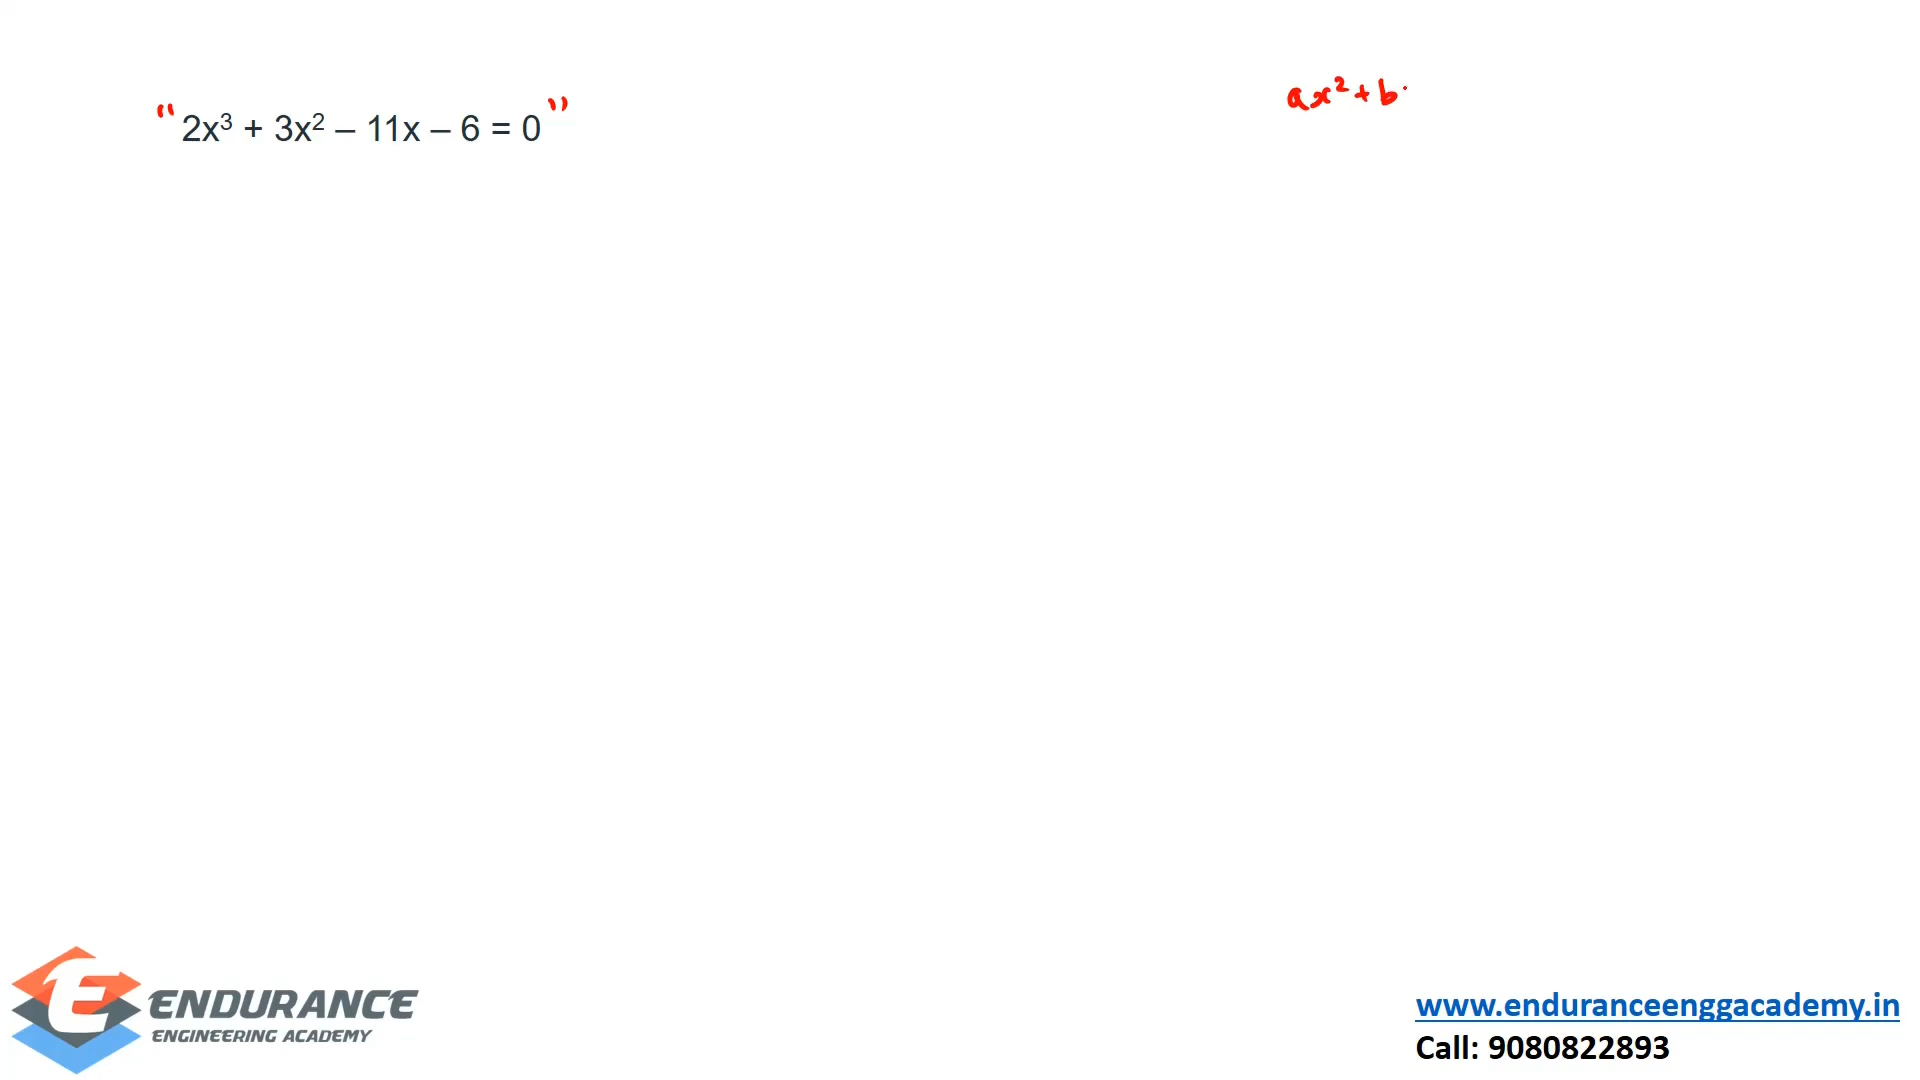 "2x³ + 3x² – 11x – 6 = 0"
ax² + b
ENDURANCE
ENGINEERING ACADEMY
www.enduranceenggacademy.in
Call: 9080822893